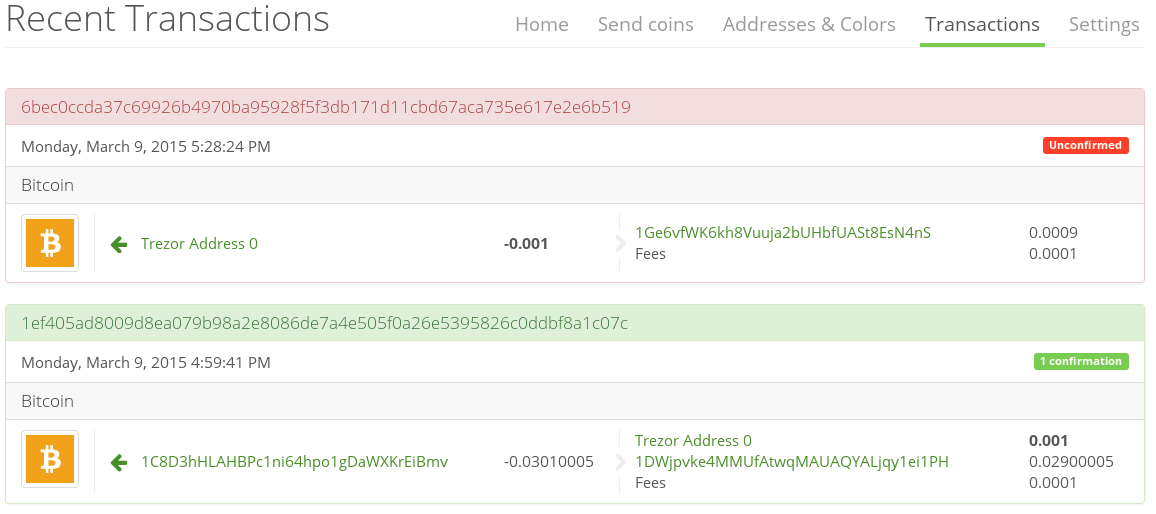 Recent Transactions
Home Send coins Addresses & Colors Transactions Settings
6bec0ccda37c69926b4970ba95928f5f3db171d11cbd67aca735e617e2e6b519
Monday, March 9, 2015 5:28:24 PM Unconfirmed
Bitcoin
Trezor Address 0 -0.001 1Ge6vfWK6kh8Vuuja2bUHbfUASt8EsN4nS 0.0009
Fees 0.0001
1ef405ad8009d8ea079b98a2e8086de7a4e505f0a26e5395826c0ddbf8a1c07c
Monday, March 9, 2015 4:59:41 PM 1 confirmation
Bitcoin
Trezor Address 0 0.001
1C8D3hHLAHBPc1ni64hpo1gDaWXKrEiBmv -0.03010005 1DWjpvke4MMUfAtwqMAUAQYALjqy1ei1PH 0.02900005
Fees 0.0001